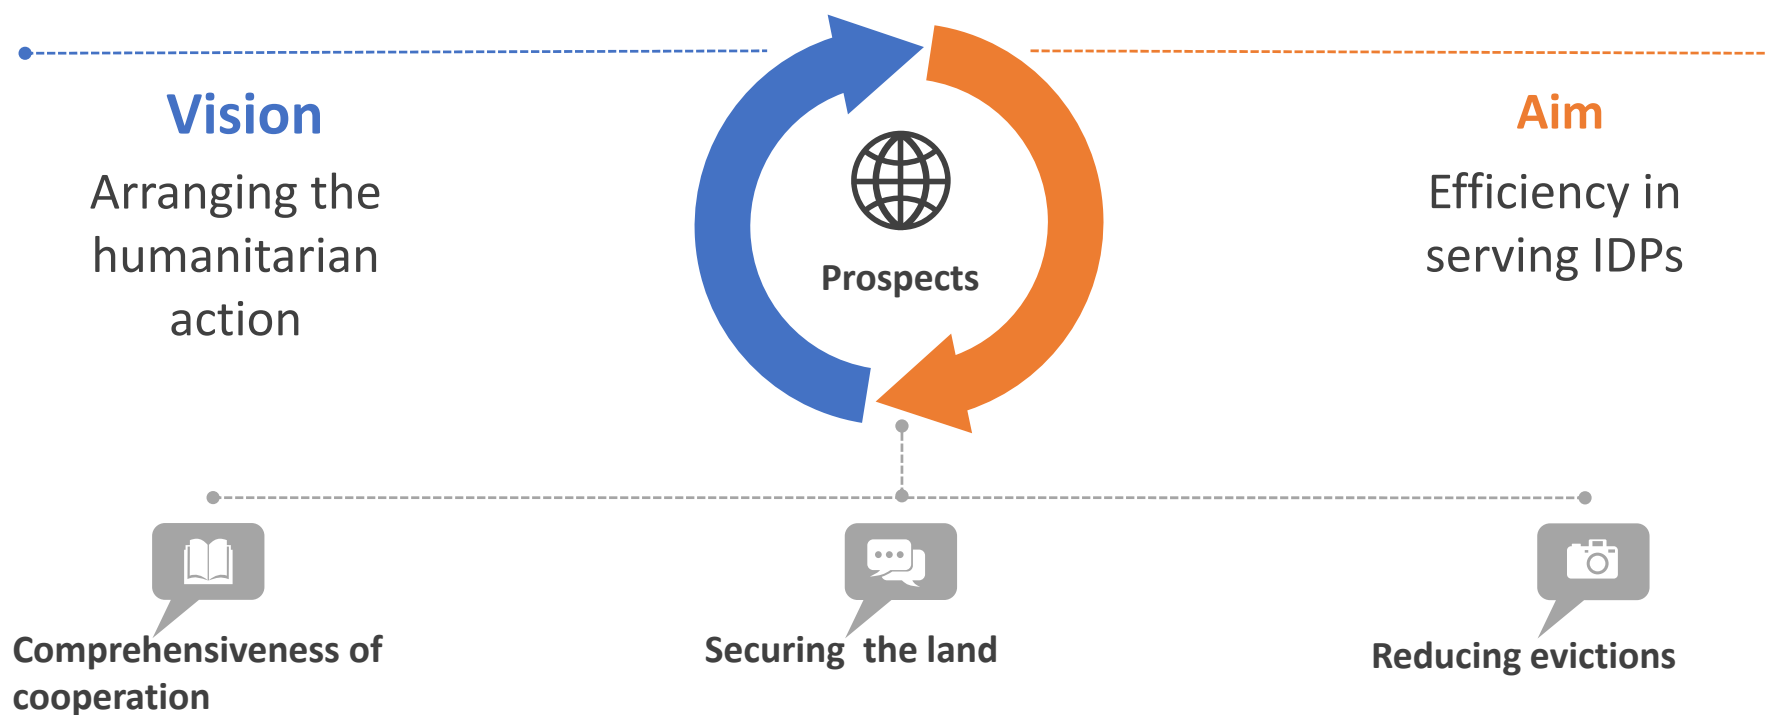 Vision
Arranging the
humanitarian
action
Prospects
Aim
Efficiency in
serving IDPs
Comprehensiveness of
cooperation
Securing  the land
Reducing evictions